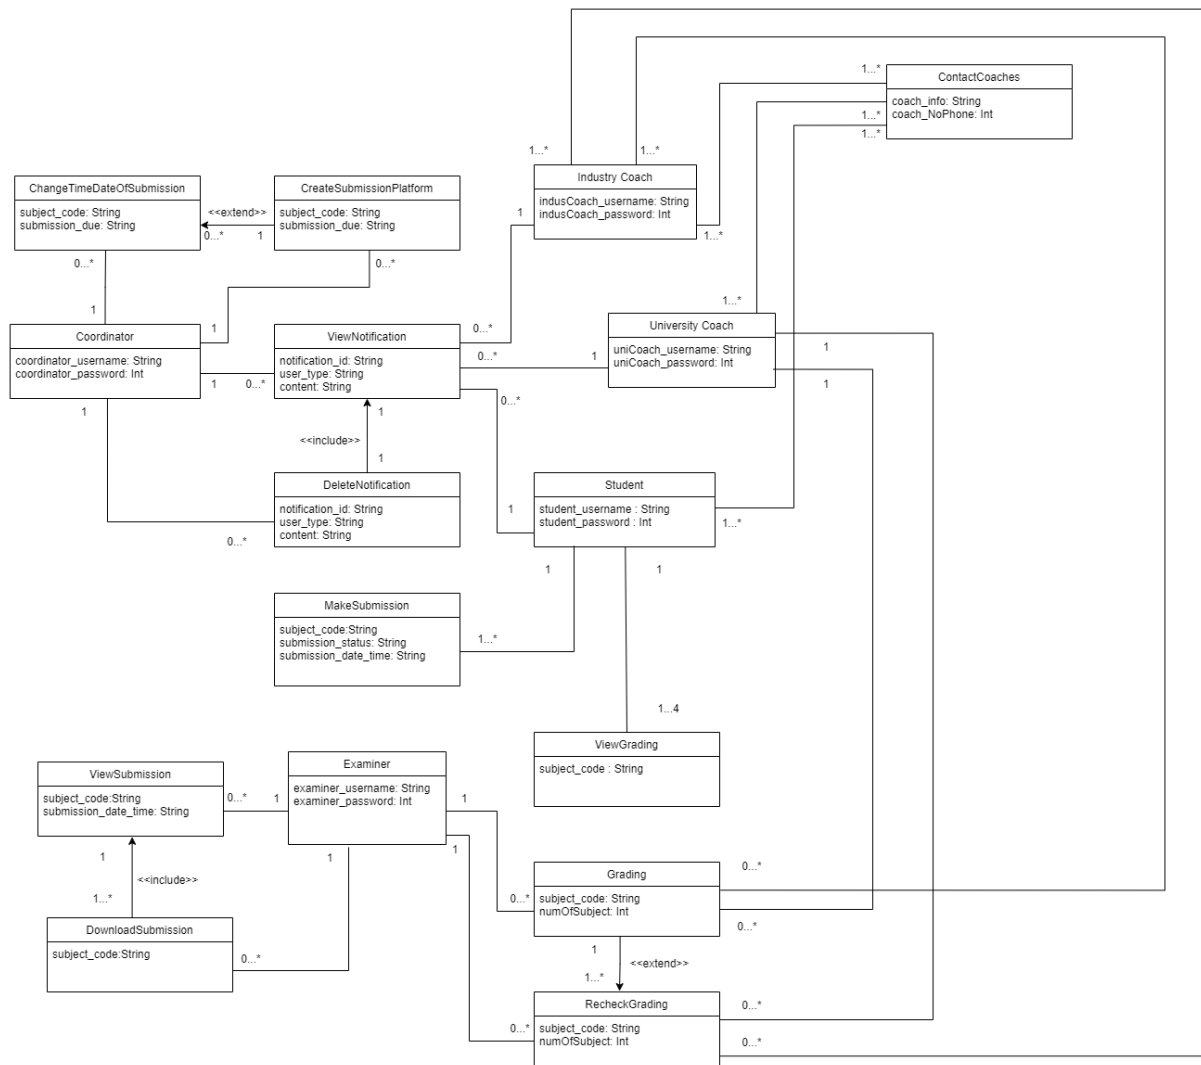 1...*
ContactCoaches
coach_info: String
coach_NoPhone: Int
1...*
1...*
1...*
1...*
Industry Coach
indusCoach_username: String
indusCoach_password: Int
1
1...*
ChangeTimeDateOfSubmission
subject_code: String
submission_due: String
<<extend>>
0...*
1
CreateSubmissionPlatform
subject_code: String
submission_due: String
0...*
0...*
1
1
1...*
Coordinator
coordinator_username: String
coordinator_password: Int
1
0...*
ViewNotification
notification_id: String
user_type: String
content: String
0...*
0...*
1
University Coach
uniCoach_username: String
uniCoach_password: Int
1
1
0...*
1
1
<<include>>
1
DeleteNotification
notification_id: String
user_type: String
content: String
0...*
Student
student_username : String
student_password : Int
1
1...*
1
1
MakeSubmission
subject_code:String
submission_status: String
submission_date_time: String
1...*
1...4
ViewGrading
subject_code : String
ViewSubmission
subject_code:String
submission_date_time: String
0...*
1
Examiner
examiner_username: String
examiner_password: Int
1
1
1
1
<<include>>
1...*
DownloadSubmission
subject_code:String
0...*
0...*
Grading
subject_code: String
numOfSubject: Int
0...*
0...*
1
<<extend>>
1...*
RecheckGrading
subject_code: String
numOfSubject: Int
0...*
0...*
0...*